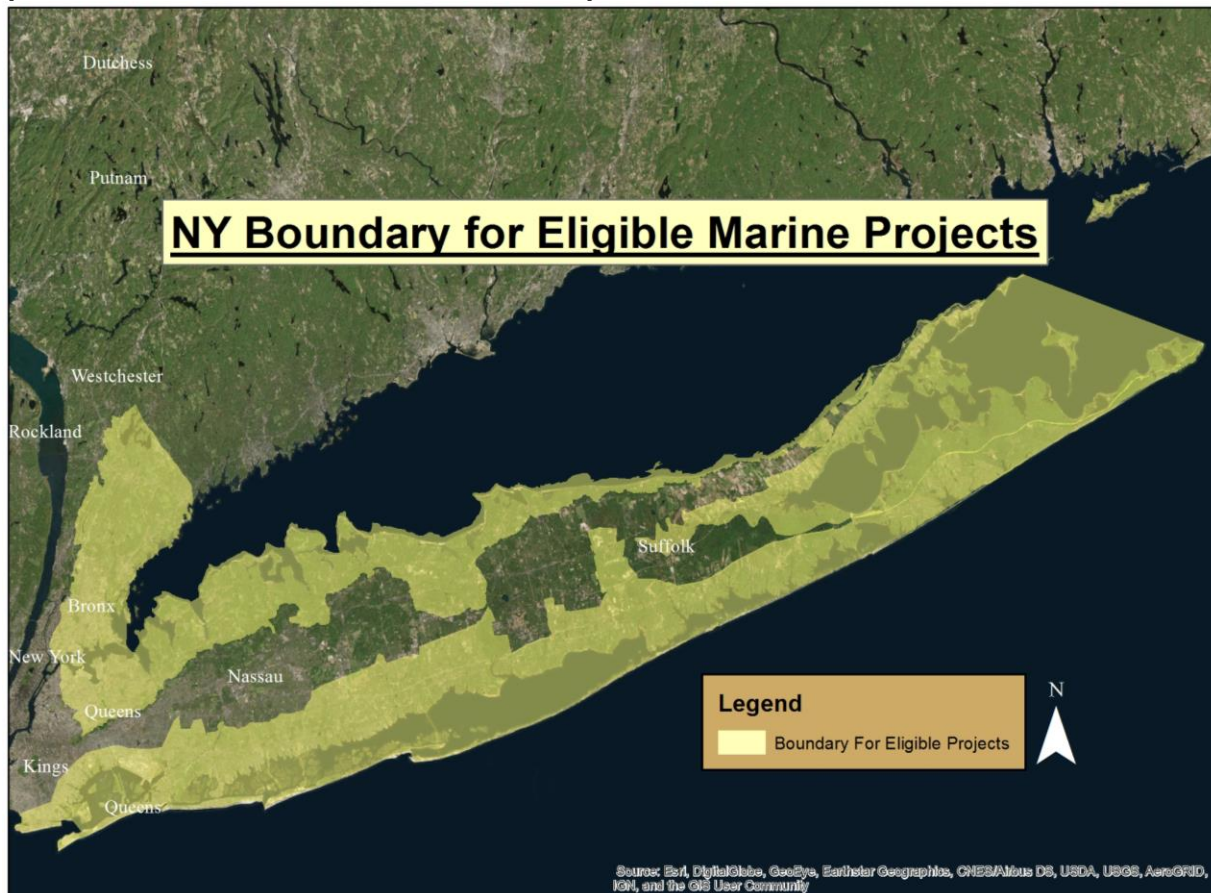 Dutchess
Putnam
NY Boundary for Eligible Marine Projects
Westchester
Rockland
Suffolk
Bronx
New York
Nassau
Queens
Kings
Queens
Legend
Boundary For Eligible Projects
N
Source: Esri, DigitalGlobe, GeoEye, Earthstar Geographics, CNES/Airbus DS, USDA, USGS, AeroGRID,
IGN, and the GIS User Community